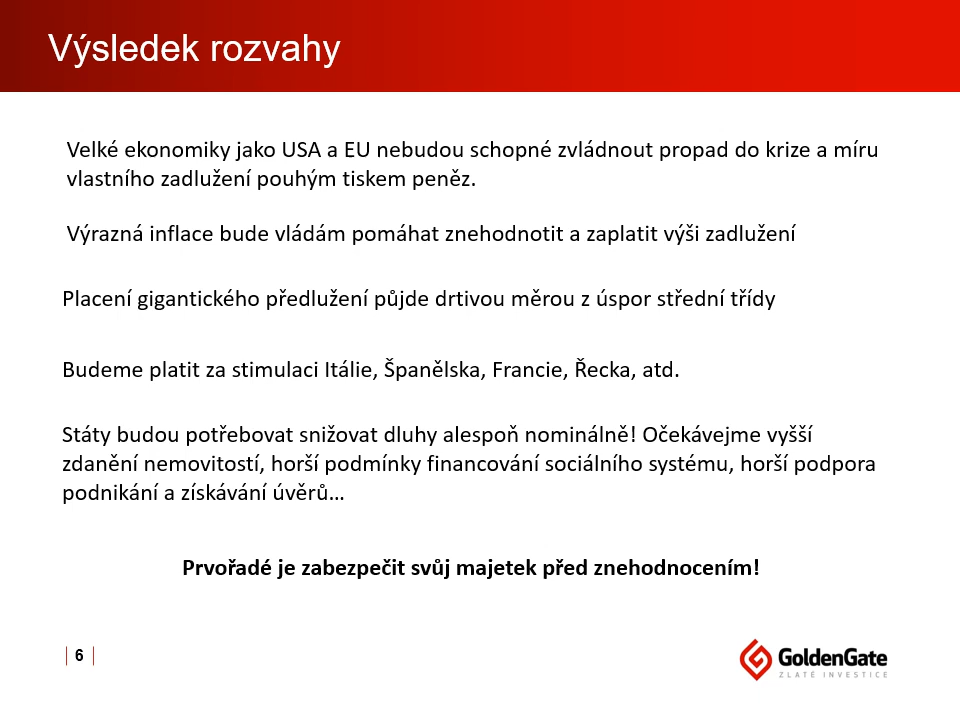 Výsledek rozvahy
Velké ekonomiky jako USA a EU nebudou schopné zvládnout propad do krize a míru
vlastního zadlužení pouhým tiskem peněz.
Výrazná inflace bude vládám pomáhat znehodnotit a zaplatit výši zadlužení
Placení gigantického předlužení půjde drtivou měrou z úspor střední třídy
Budeme platit za stimulaci Itálie, Španělska, Francie, Řecka, atd.
Státy budou potřebovat snižovat dluhy alespoň nominálně! Očekávejme vyšší
zdanění nemovitostí, horší podmínky financování sociálního systému, horší podpora
podnikání a získávání úvěrů…
Prvořadé je zabezpečit svůj majetek před znehodnocením!
6
GoldenGate
ZLATÉ INVESTICE